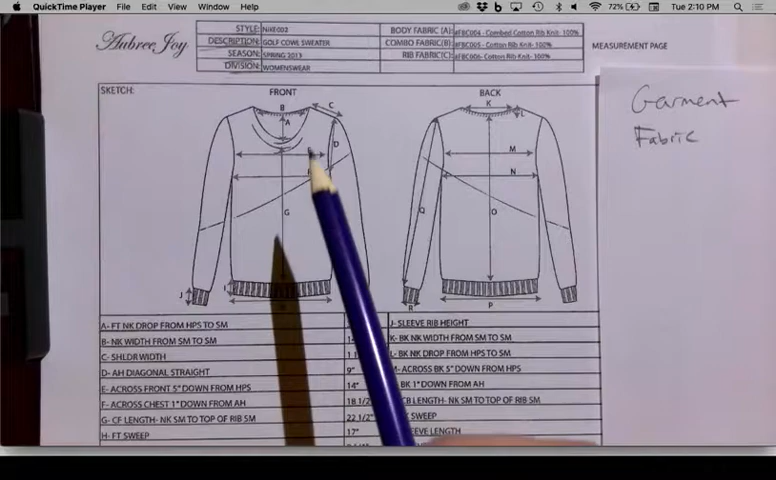 QuickTime Player File Edit View Window Help 72% Tue 2:10 PM
Aubree Joy
STYLE: NIKE002
DESCRIPTION: GOLF COWL SWEATER
SEASON: SPRING 2013
DIVISION: WOMENSWEAR
BODY FABRIC (A): aFBC004 - Combed Cotton Rib Knit- 100%
COMBO FABRIC(B): aFBC005 - Cotton Rib Knit- 100%
RIB FABRIC(C): aFBC006- Cotton Rib Knit- 100%
MEASUREMENT PAGE
Garment
Fabric
SKETCH: FRONT BACK
B C A D G I J
K L M N O Q R P
A- FT NK DROP FROM HPS TO SM
B- NK WIDTH FROM SM TO SM
C- SHLDR WIDTH
D- AH DIAGONAL STRAIGHT 9"
E- ACROSS FRONT 5" DOWN FROM HPS 14"
F- ACROSS CHEST 1" DOWN FROM AH 18 1/2"
G- CF LENGTH- NK SM TO TOP OF RIB SM 22 1/2"
H- FT SWEEP 17"
J- SLEEVE RIB HEIGHT
K- BK NK WIDTH FROM SM TO SM
L- BK NK DROP FROM HPS TO SM
M- ACROSS BK 5" DOWN FROM HPS
BK 1" DOWN FROM AH
CB LENGTH- NK SM TO TOP OF RIB SM
SWEEP
LENGTH